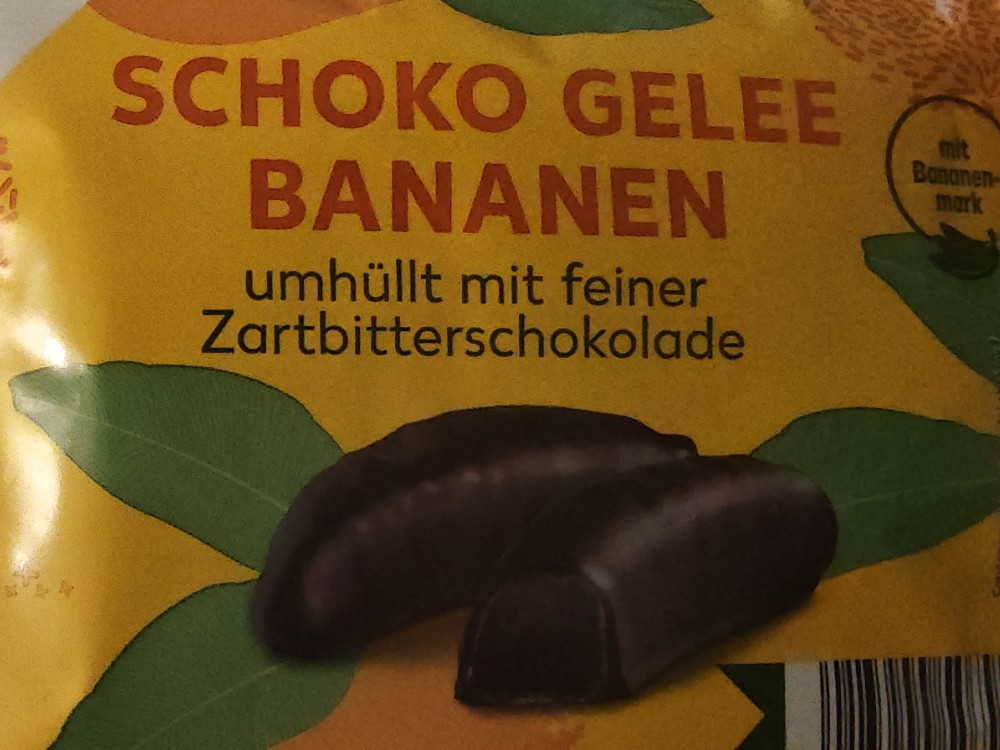 SCHOKO GELEE
BANANEN
umhüllt mit feiner
Zartbitterschokolade
mit
Bananen-
mark